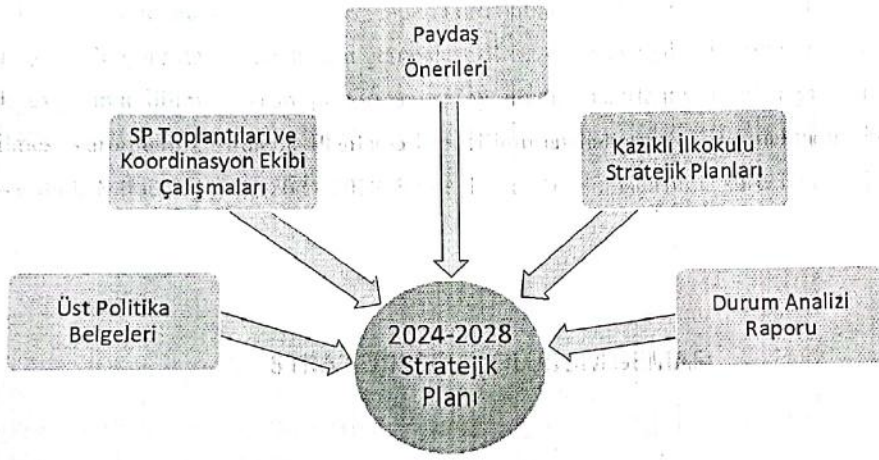 Paydaş
Önerileri
SP Toplantıları ve
Koordinasyon Ekibi
Çalışmaları
Kazıklı İlkokulu
Stratejik Planları
Üst Politika
Belgeleri
2024-2028
Stratejik
Planı
Durum Analizi
Raporu